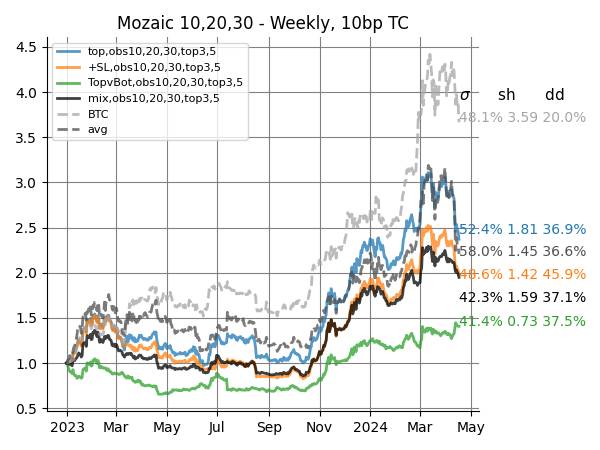 Mozaic 10,20,30 - Weekly, 10bp TC
top,obs10,20,30,top3,5
+SL,obs10,20,30,top3,5
TopvBot,obs10,20,30,top3,5
mix,obs10,20,30,top3,5
BTC
avg
4.5
4.0
3.5
3.0
2.5
2.0
1.5
1.0
0.5
σ sh dd
48.1% 3.59 20.0%
52.4% 1.81 36.9%
58.0% 1.45 36.6%
48.6% 1.42 45.9%
42.3% 1.59 37.1%
41.4% 0.73 37.5%
2023 Mar May Jul Sep Nov 2024 Mar May